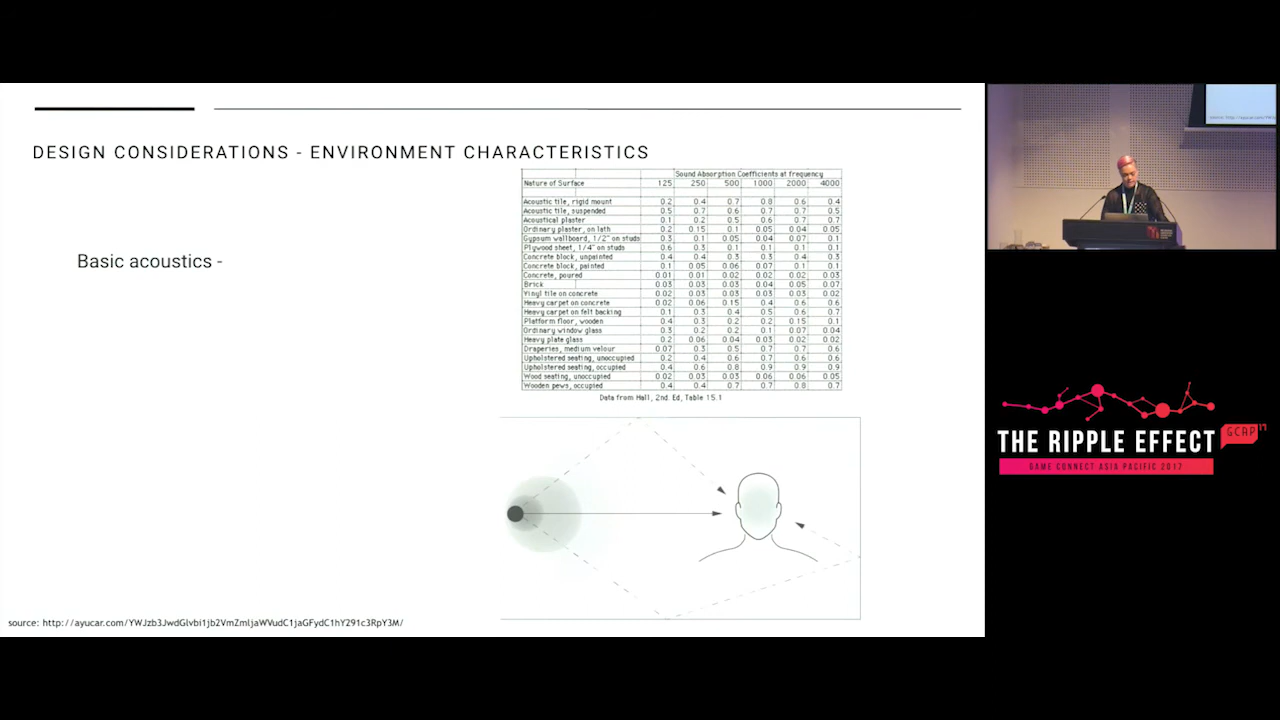 DESIGN CONSIDERATIONS - ENVIRONMENT CHARACTERISTICS
Basic acoustics -
Sound Absorption Coefficients at frequency
Nature of Surface 125 250 500 1000 2000 4000
Acoustic tile, rigid mount 0.2 0.4 0.7 0.8 0.6 0.4
Acoustic tile, suspended 0.5 0.7 0.6 0.7 0.7 0.5
Acoustical plaster 0.1 0.2 0.5 0.6 0.7 0.7
Ordinary plaster, on lath 0.2 0.15 0.1 0.05 0.04 0.05
Gypsum wallboard, 1/2" on studs 0.3 0.1 0.05 0.04 0.07 0.1
Plywood sheet, 1/4" on studs 0.6 0.3 0.1 0.1 0.1 0.1
Concrete block, unpainted 0.4 0.4 0.3 0.3 0.4 0.3
Concrete block, painted 0.1 0.05 0.06 0.07 0.1 0.1
Concrete, poured 0.01 0.01 0.02 0.02 0.02 0.03
Brick 0.03 0.03 0.03 0.04 0.05 0.07
Vinyl tile on concrete 0.02 0.03 0.03 0.03 0.03 0.02
Heavy carpet on concrete 0.02 0.06 0.15 0.4 0.6 0.6
Heavy carpet on felt backing 0.1 0.3 0.4 0.5 0.6 0.7
Platform floor, wooden 0.4 0.3 0.2 0.2 0.15 0.1
Ordinary window glass 0.3 0.2 0.2 0.1 0.07 0.04
Heavy plate glass 0.2 0.06 0.04 0.03 0.02 0.02
Draperies, medium velour 0.07 0.3 0.5 0.7 0.7 0.6
Upholstered seating, unoccupied 0.2 0.4 0.6 0.7 0.6 0.6
Upholstered seating, occupied 0.4 0.6 0.8 0.9 0.9 0.9
Wood seating, unoccupied 0.02 0.03 0.03 0.06 0.06 0.05
Wooden pews, occupied 0.4 0.4 0.7 0.7 0.8 0.7
Data from Hall, 2nd. Ed, Table 15.1
source: http://ayucar.com/YWJzb3JwdGlvbi1jb2VmZmljaWVudC1jaGFydC1hY291c3RpY3M/
THE RIPPLE EFFECT
GCAP 17
GAME CONNECT ASIA PACIFIC 2017